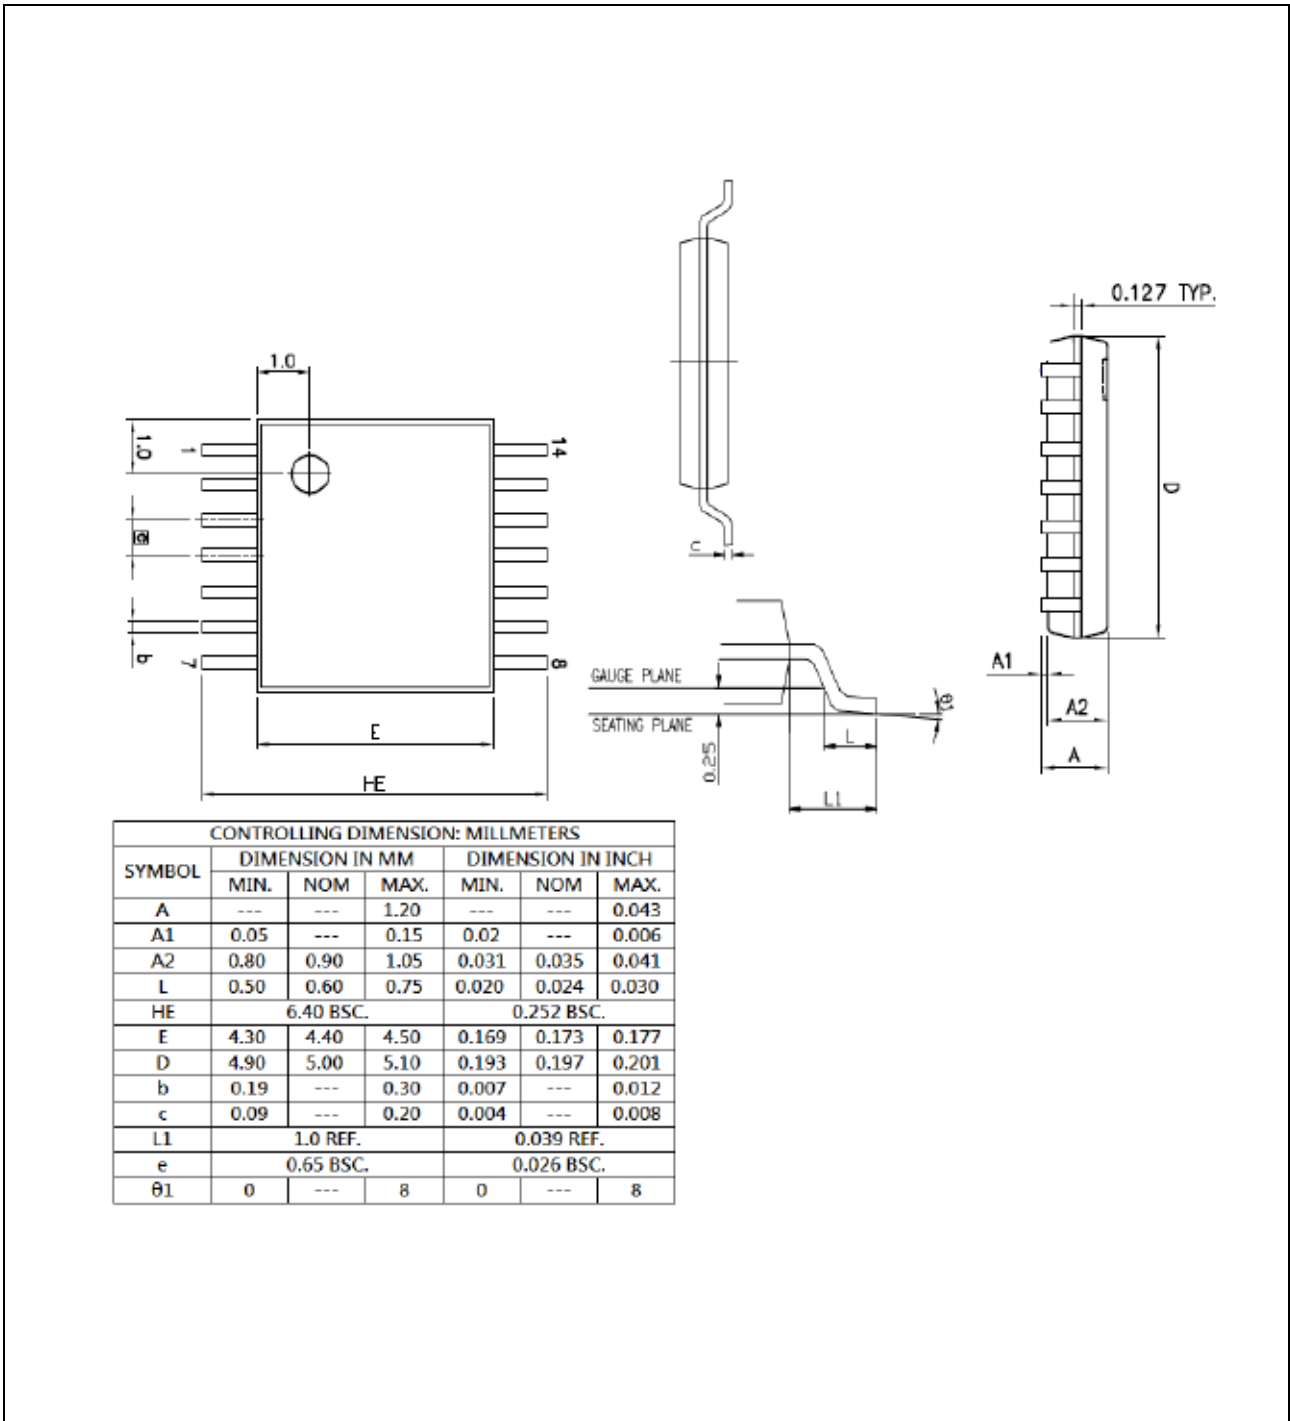 0.127 TYP.
1.0
1.0
1
14
e
b
7
8
E
HE
c
D
A1
A2
A
GAUGE PLANE
SEATING PLANE
0.25
L
L1
θ1
CONTROLLING DIMENSION: MILLMETERS
SYMBOL DIMENSION IN MM DIMENSION IN INCH
MIN. NOM MAX. MIN. NOM MAX.
A --- --- 1.20 --- --- 0.043
A1 0.05 --- 0.15 0.02 --- 0.006
A2 0.80 0.90 1.05 0.031 0.035 0.041
L 0.50 0.60 0.75 0.020 0.024 0.030
HE 6.40 BSC. 0.252 BSC.
E 4.30 4.40 4.50 0.169 0.173 0.177
D 4.90 5.00 5.10 0.193 0.197 0.201
b 0.19 --- 0.30 0.007 --- 0.012
c 0.09 --- 0.20 0.004 --- 0.008
L1 1.0 REF. 0.039 REF.
e 0.65 BSC. 0.026 BSC.
θ1 0 --- 8 0 --- 8